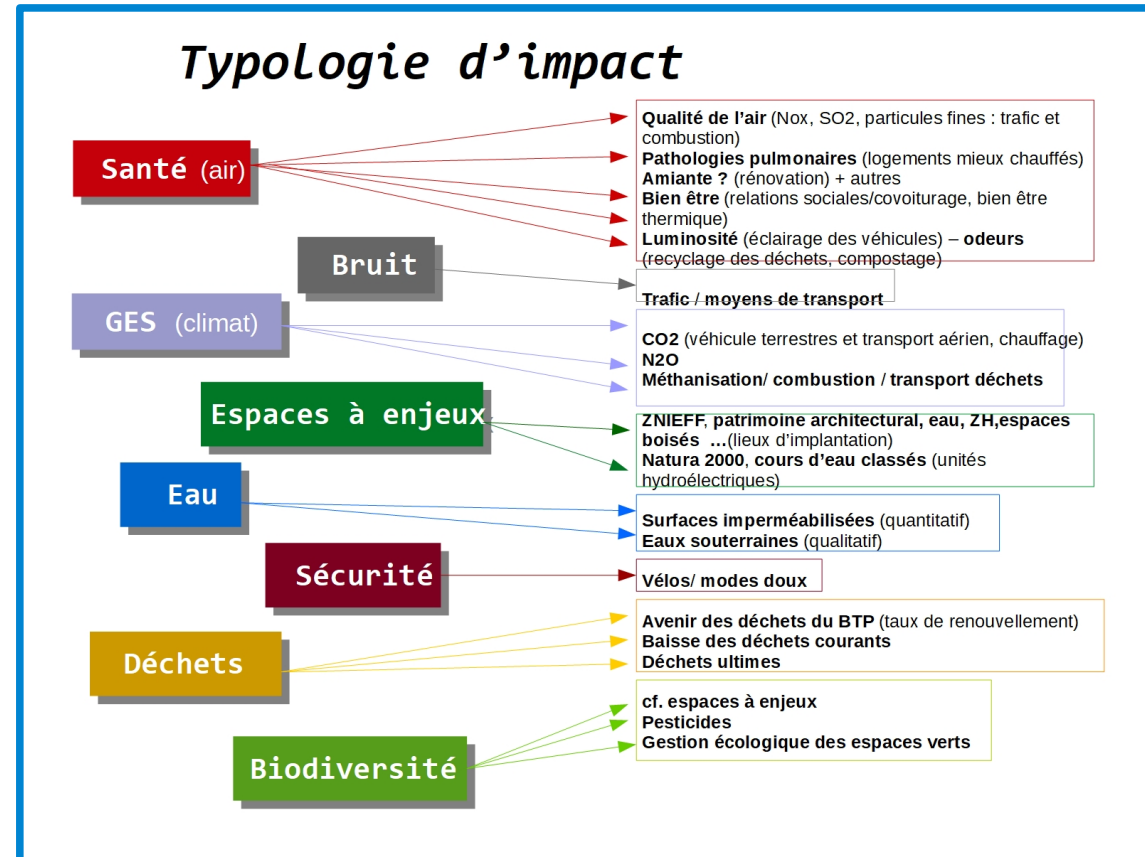 Typologie d’impact
Santé (air)
Qualité de l’air (Nox, SO2, particules fines : trafic et
combustion)
Pathologies pulmonaires (logements mieux chauffés)
Amiante ? (rénovation) + autres
Bien être (relations sociales/covoiturage, bien être
thermique)
Luminosité (éclairage des véhicules) – odeurs
(recyclage des déchets, compostage)
Bruit
Trafic / moyens de transport
GES (climat)
CO2 (véhicule terrestres et transport aérien, chauffage)
N2O
Méthanisation/ combustion / transport déchets
Espaces à enjeux
ZNIEFF, patrimoine architectural, eau, ZH,espaces
boisés …(lieux d’implantation)
Natura 2000, cours d’eau classés (unités
hydroélectriques)
Eau
Surfaces imperméabilisées (quantitatif)
Eaux souterraines (qualitatif)
Sécurité
Vélos/ modes doux
Déchets
Avenir des déchets du BTP (taux de renouvellement)
Baisse des déchets courants
Déchets ultimes
Biodiversité
cf. espaces à enjeux
Pesticides
Gestion écologique des espaces verts